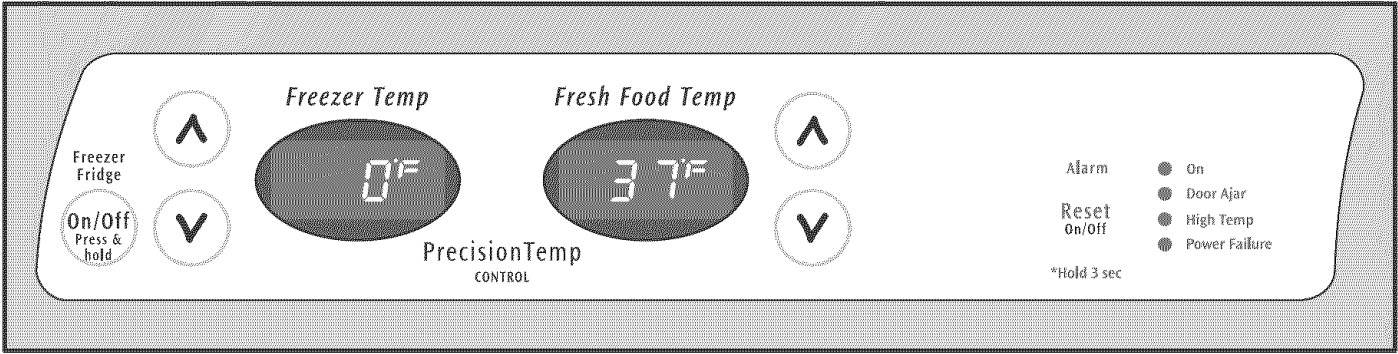 Freezer Temp
Fresh Food Temp
Freezer
Fridge
On/Off
Press &
hold
0°F
37°F
PrecisionTemp
CONTROL
Alarm
Reset
On/Off
*Hold 3 sec
On
Door Ajar
High Temp
Power Failure